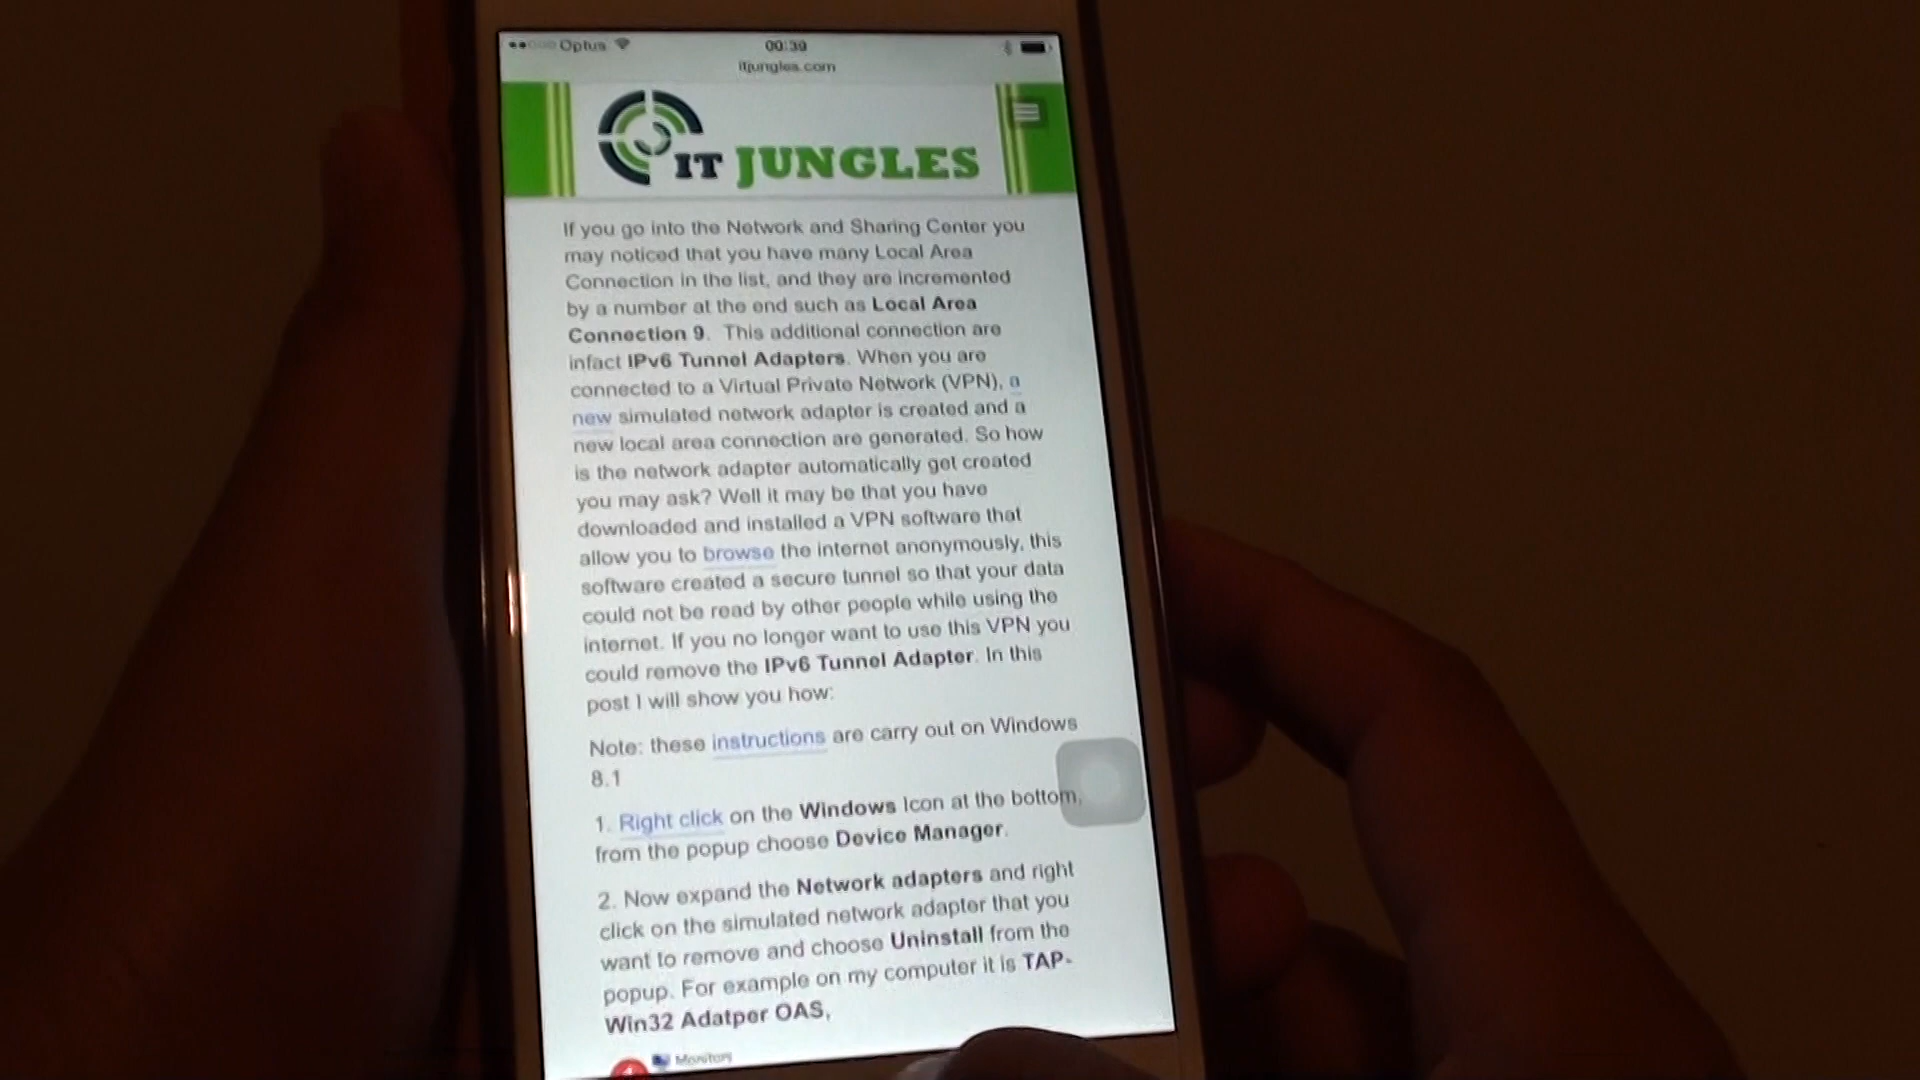 Optus 00:39
itjungles.com
IT JUNGLES
If you go into the Network and Sharing Center you
may noticed that you have many Local Area
Connection in the list, and they are incremented
by a number at the end such as Local Area
Connection 9. This additional connection are
infact IPv6 Tunnel Adapters. When you are
connected to a Virtual Private Network (VPN), a
new simulated network adapter is created and a
new local area connection are generated. So how
is the network adapter automatically get created
you may ask? Well it may be that you have
downloaded and installed a VPN software that
allow you to browse the internet anonymously, this
software created a secure tunnel so that your data
could not be read by other people while using the
internet. If you no longer want to use this VPN you
could remove the IPv6 Tunnel Adapter. In this
post I will show you how:
Note: these instructions are carry out on Windows
8.1
1. Right click on the Windows Icon at the bottom,
from the popup choose Device Manager.
2. Now expand the Network adapters and right
click on the simulated network adapter that you
want to remove and choose Uninstall from the
popup. For example on my computer it is TAP-
Win32 Adatper OAS,
Monitors